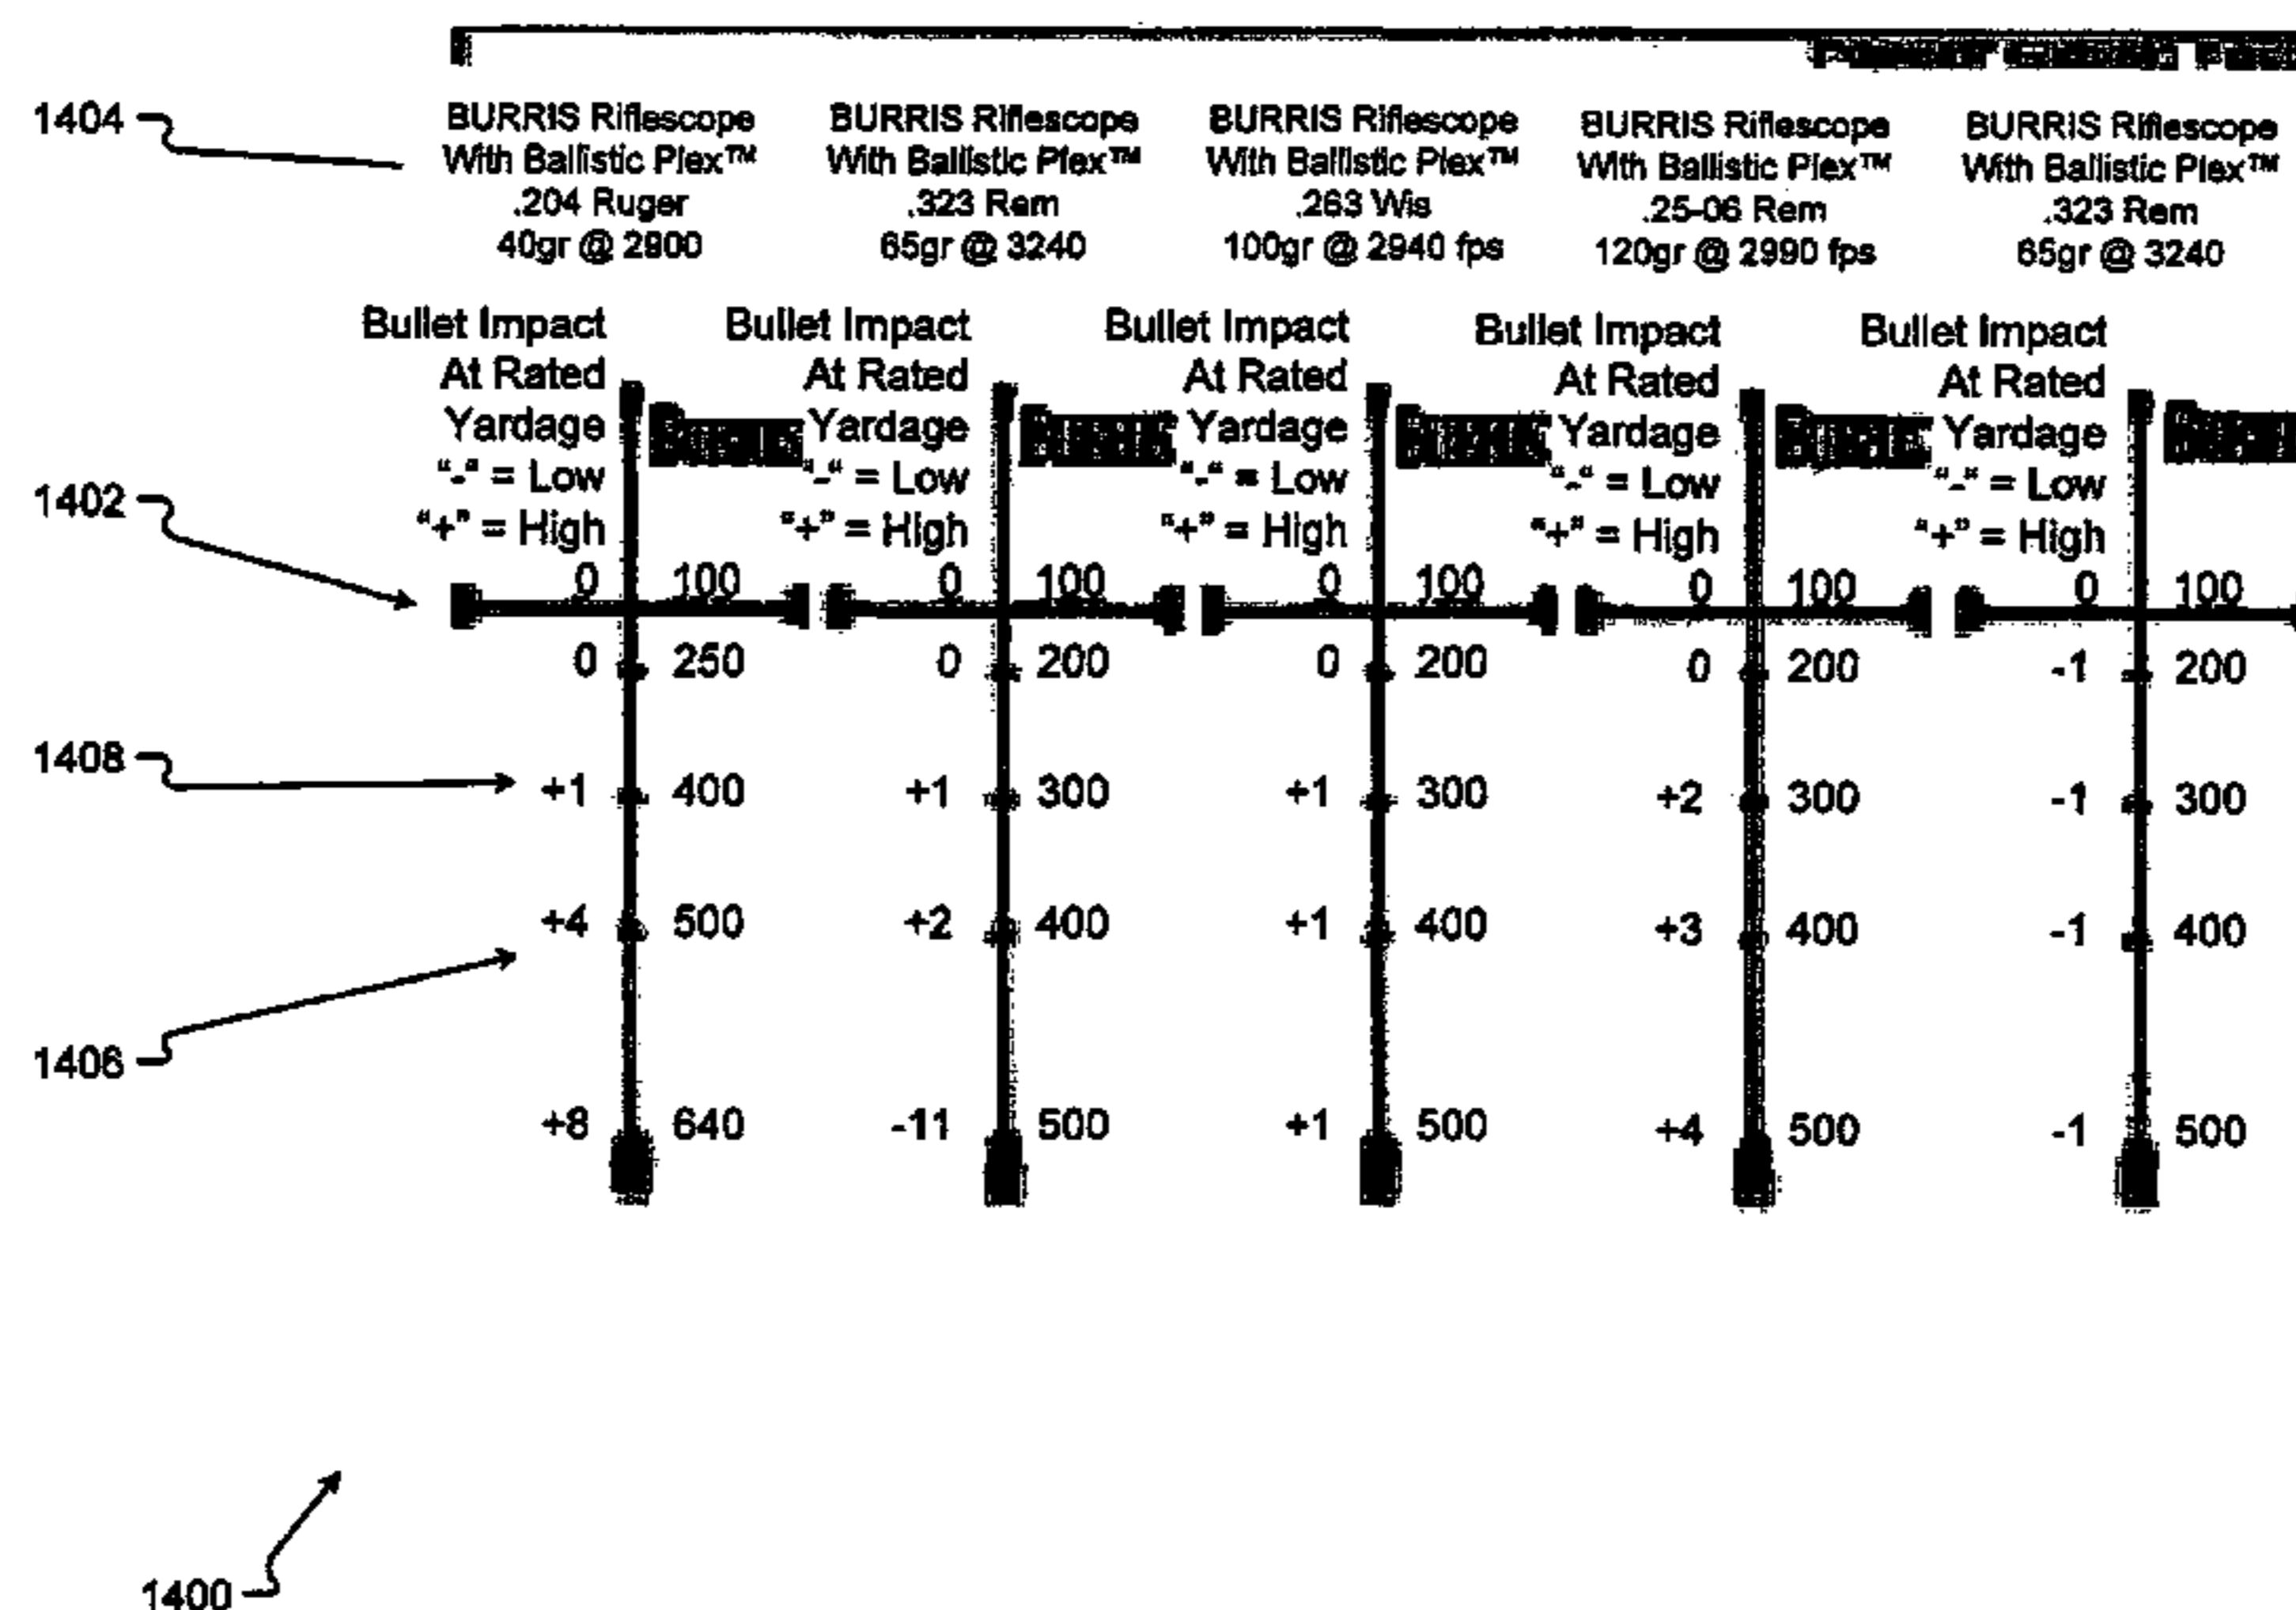 1404
BURRIS Riflescope
With Ballistic Plex™
.204 Ruger
40gr @ 2900
BURRIS Riflescope
With Ballistic Plex™
.323 Rem
65gr @ 3240
BURRIS Riflescope
With Ballistic Plex™
.263 Wis
100gr @ 2940 fps
BURRIS Riflescope
With Ballistic Plex™
.25-06 Rem
120gr @ 2990 fps
BURRIS Riflescope
With Ballistic Plex™
.323 Rem
65gr @ 3240
Bullet Impact
At Rated
Yardage
"-" = Low
"+" = High
Bullet Impact
At Rated
Yardage
"-" = Low
"+" = High
Bullet Impact
At Rated
Yardage
"-" = Low
"+" = High
Bullet Impact
At Rated
Yardage
"-" = Low
"+" = High
Bullet Impact
At Rated
Yardage
"-" = Low
"+" = High
1402
0 100 0 100 0 100 0 100 0 100
0 250 0 200 0 200 0 200 -1 200
1408
+1 400 +1 300 +1 300 +2 300 -1 300
+4 500 +2 400 +1 400 +3 400 -1 400
1406
+8 640 -11 500 +1 500 +4 500 -1 500
1400